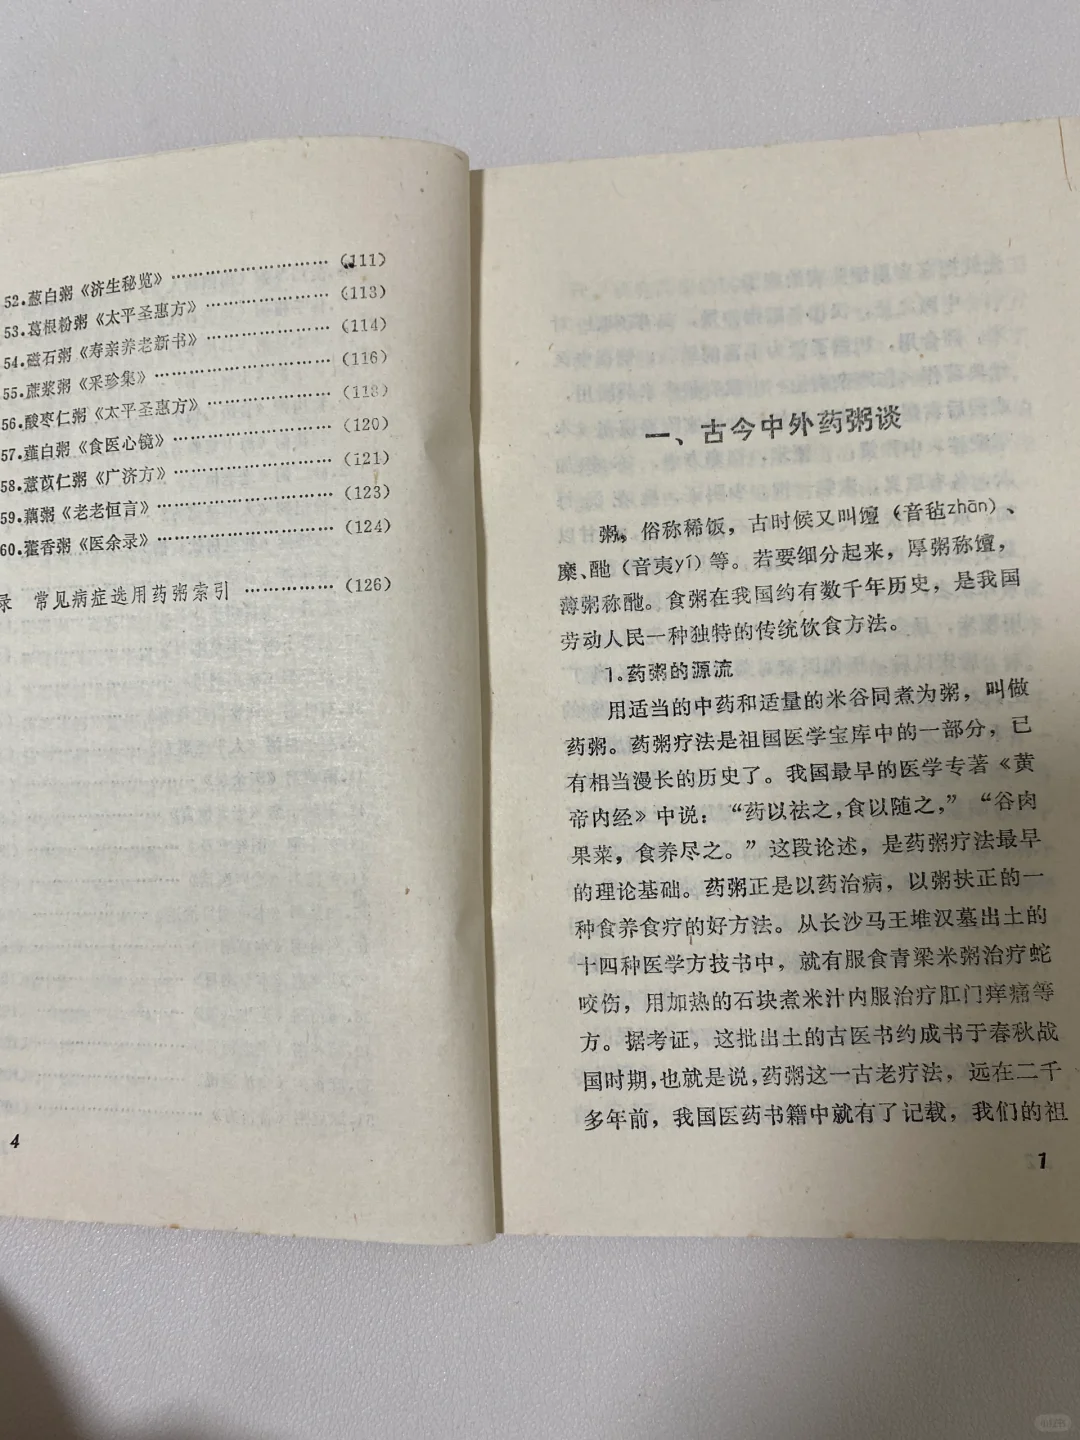 52.葱白粥《济生秘览》……………………(111)
53.葛根粉粥《太平圣惠方》………………(113)
54.磁石粥《寿亲养老新书》………………(114)
55.蔗浆粥《采珍集》………………………(116)
56.酸枣仁粥《太平圣惠方》………………(118)
57.薤白粥《食医心镜》……………………(120)
58.薏苡仁粥《广济方》……………………(121)
59.藕粥《老老恒言》………………………(123)
60.藿香粥《医余录》………………………(124)
录 常见病症选用药粥索引 ……………(126)
4
一、古今中外药粥谈
粥，俗称稀饭，古时候又叫饘（音毡zhān）、
糜、酏（音夷yí）等。若要细分起来，厚粥称饘，
薄粥称酏。食粥在我国约有数千年历史，是我国
劳动人民一种独特的传统饮食方法。
1.药粥的源流
用适当的中药和适量的米谷同煮为粥，叫做
药粥。药粥疗法是祖国医学宝库中的一部分，已
有相当漫长的历史了。我国最早的医学专著《黄
帝内经》中说：“药以祛之，食以随之，”“谷肉
果菜，食养尽之。”这段论述，是药粥疗法最早
的理论基础。药粥正是以药治病，以粥扶正的一
种食养食疗的好方法。从长沙马王堆汉墓出土的
十四种医学方技书中，就有服食青粱米粥治疗蛇
咬伤，用加热的石块煮米汁内服治疗肛门痒痛等
方。据考证，这批出土的古医书约成书于春秋战
国时期，也就是说，药粥这一古老疗法，远在二千
多年前，我国医药书籍中就有了记载，我们的祖
1